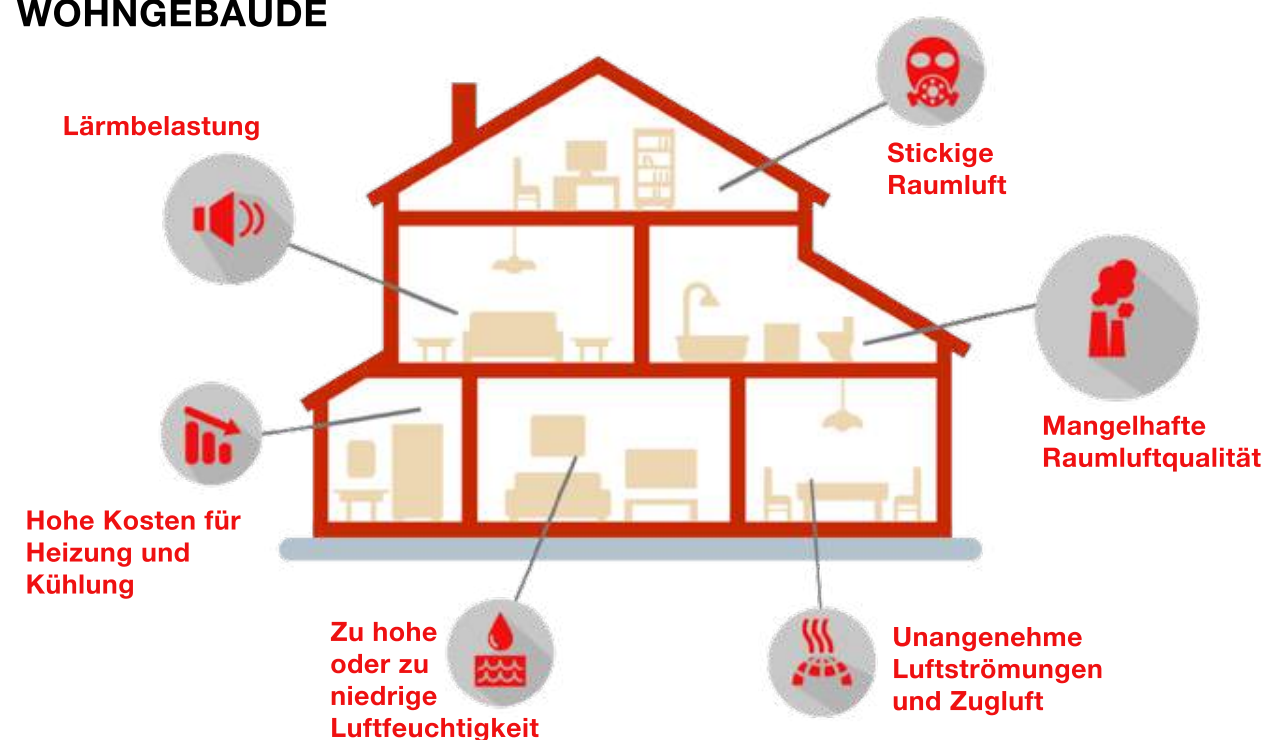 WOHNGEBÄUDE
Lärmbelastung
Stickige
Raumluft
Mangelhafte
Raumluftqualität
Hohe Kosten für
Heizung und
Kühlung
Zu hohe
oder zu
niedrige
Luftfeuchtigkeit
Unangenehme
Luftströmungen
und Zugluft